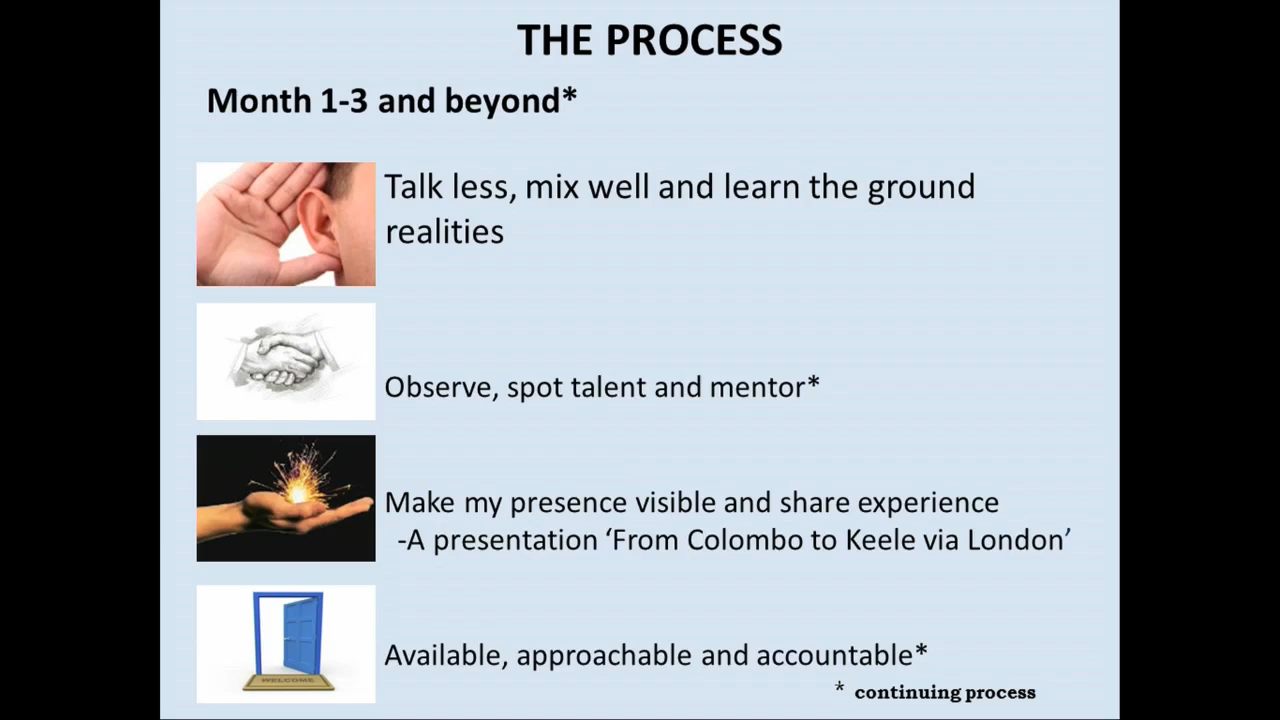 THE PROCESS
Month 1-3 and beyond*
Talk less, mix well and learn the ground
realities
Observe, spot talent and mentor*
Make my presence visible and share experience
-A presentation ‘From Colombo to Keele via London’
WELCOME
Available, approachable and accountable*
* continuing process